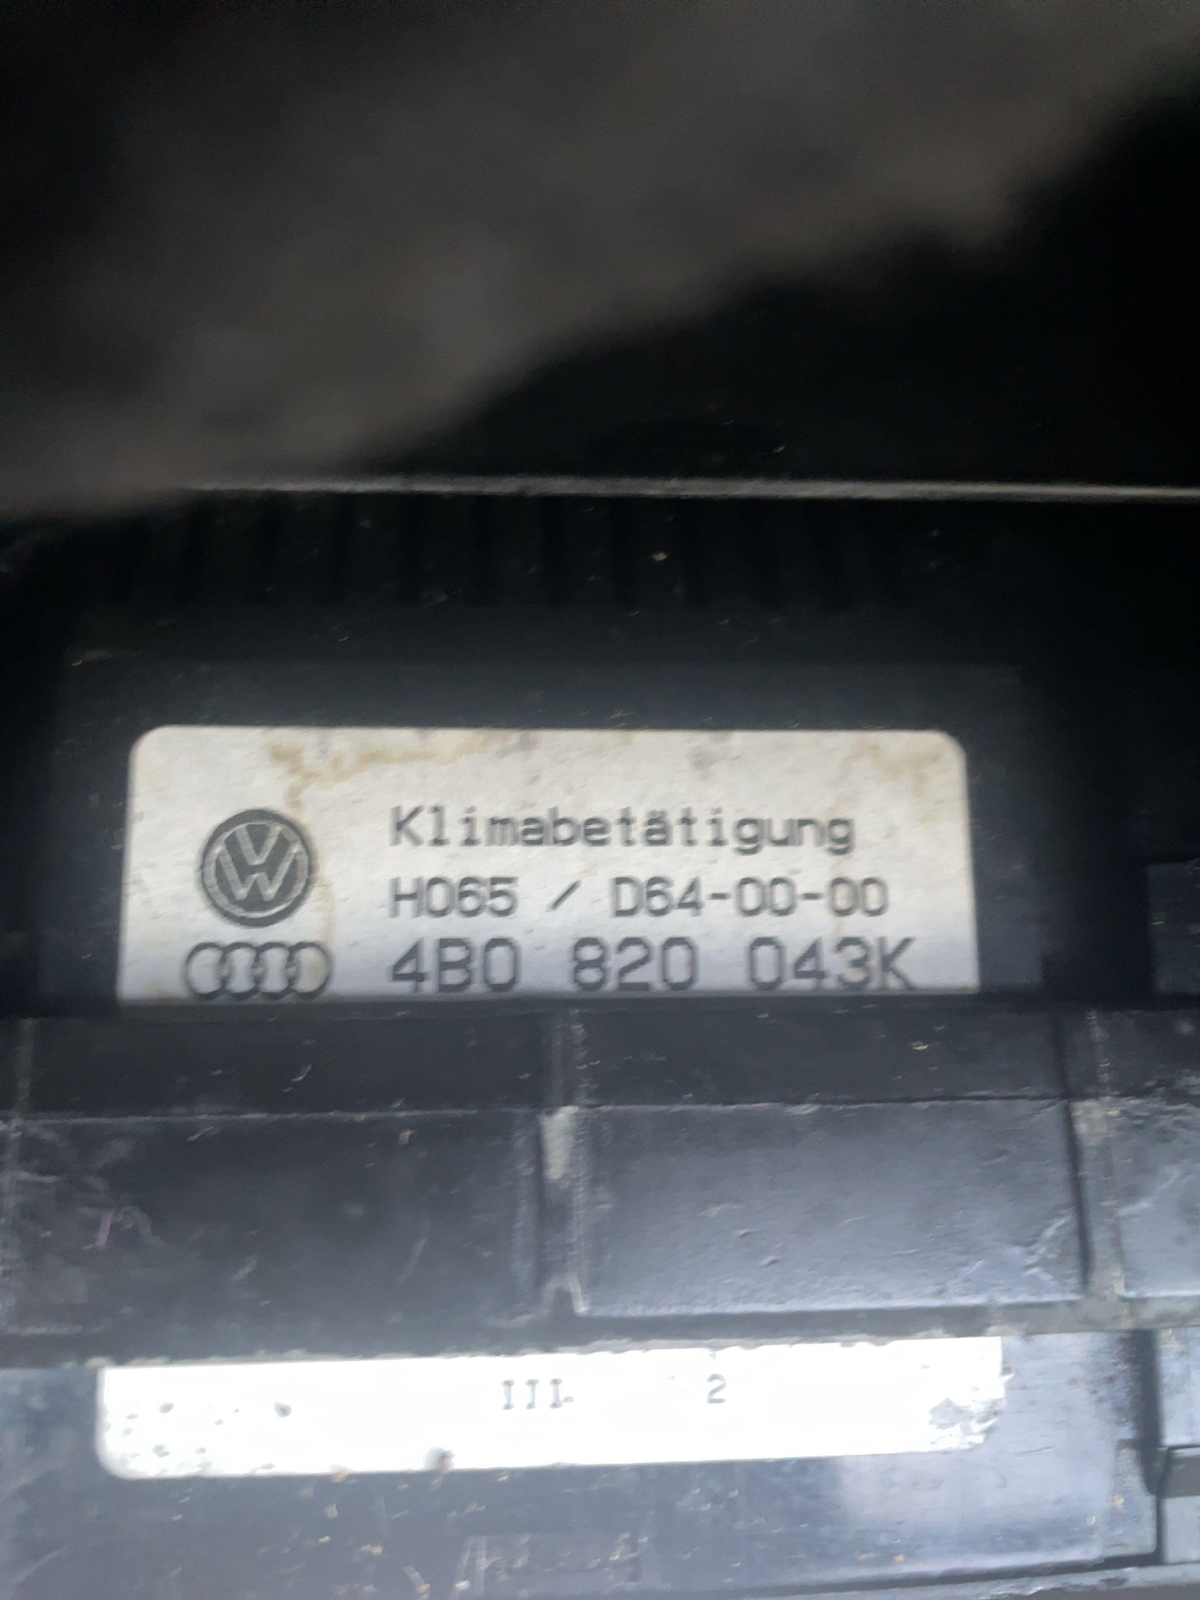 Klimabetätigung
H065 / D64-00-00
4B0 820 043K
III 2